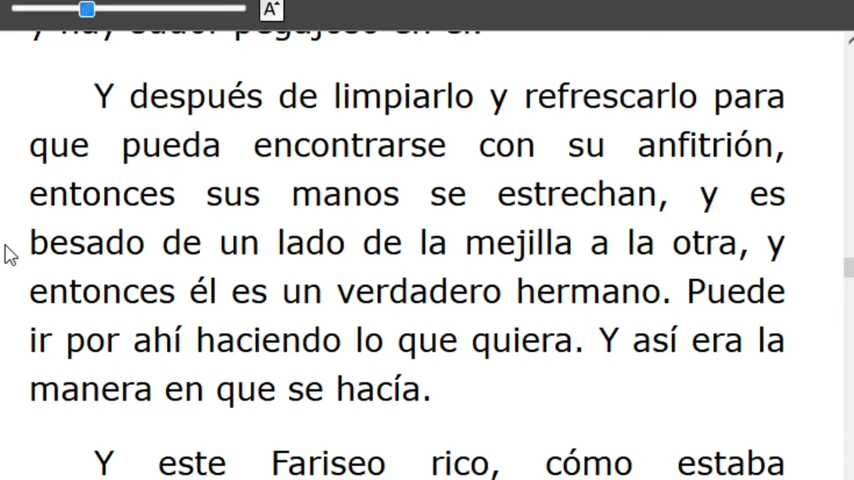 A
Y después de limpiarlo y refrescarlo para
que pueda encontrarse con su anfitrión,
entonces sus manos se estrechan, y es
besado de un lado de la mejilla a la otra, y
entonces él es un verdadero hermano. Puede
ir por ahí haciendo lo que quiera. Y así era la
manera en que se hacía.
Y este Fariseo rico, cómo estaba